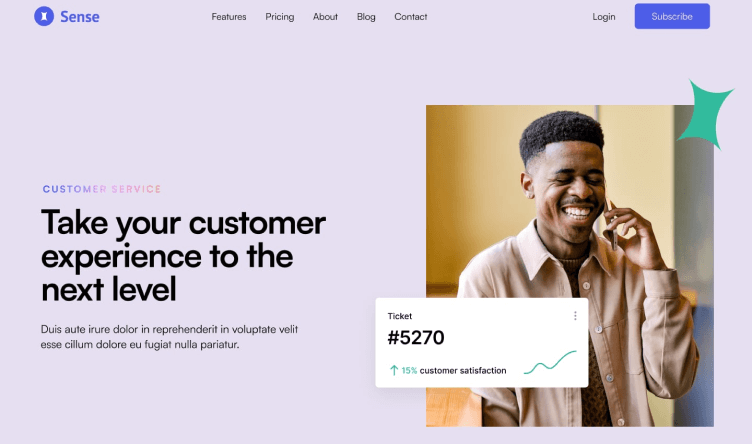 Sense
Features Pricing About Blog Contact
Login Subscribe
CUSTOMER SERVICE
Take your customer
experience to the
next level
Duis aute irure dolor in reprehenderit in voluptate velit
esse cillum dolore eu fugiat nulla pariatur.
Ticket
#5270
15% customer satisfaction